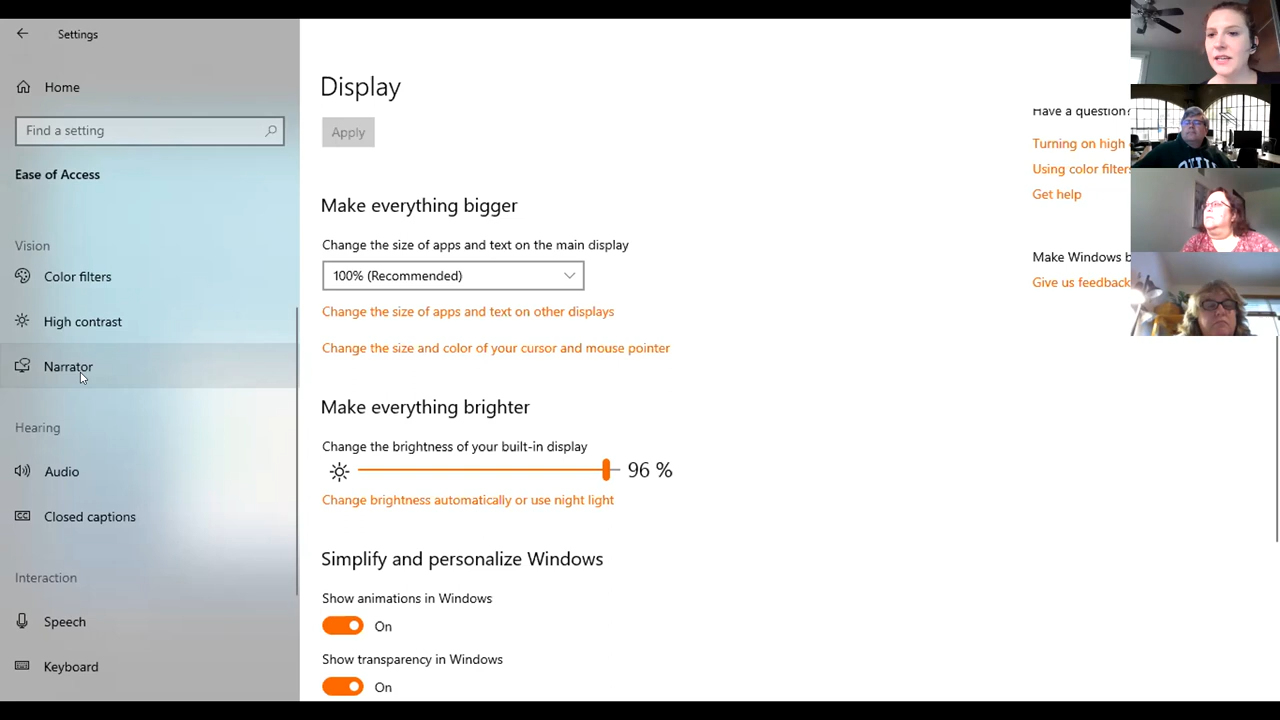 Settings
Home
Find a setting
Ease of Access
Vision
Color filters
High contrast
Narrator
Hearing
Audio
Closed captions
Interaction
Speech
Keyboard
Display
Apply
Make everything bigger
Change the size of apps and text on the main display
100% (Recommended)
Change the size of apps and text on other displays
Change the size and color of your cursor and mouse pointer
Make everything brighter
Change the brightness of your built-in display
96 %
Change brightness automatically or use night light
Simplify and personalize Windows
Show animations in Windows
On
Show transparency in Windows
On
Have a question?
Turning on high
Using color filters
Get help
Make Windows
Give us feedback